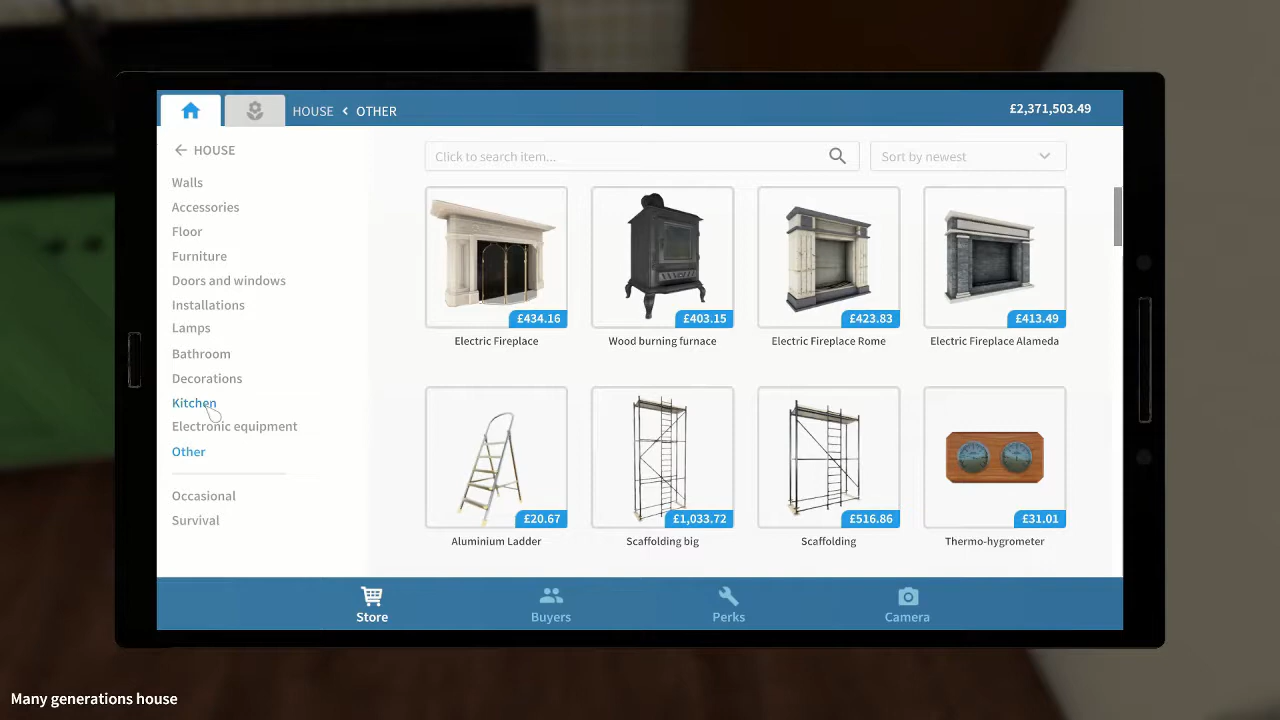 HOUSE < OTHER
£2,371,503.49
HOUSE
Walls
Accessories
Floor
Furniture
Doors and windows
Installations
Lamps
Bathroom
Decorations
Kitchen
Electronic equipment
Other
Occasional
Survival
Click to search item...
Sort by newest
£434.16
£403.15
£423.83
£413.49
Electric Fireplace
Wood burning furnace
Electric Fireplace Rome
Electric Fireplace Alameda
£20.67
£1,033.72
£516.86
£31.01
Aluminium Ladder
Scaffolding big
Scaffolding
Thermo-hygrometer
Store
Buyers
Perks
Camera
Many generations house